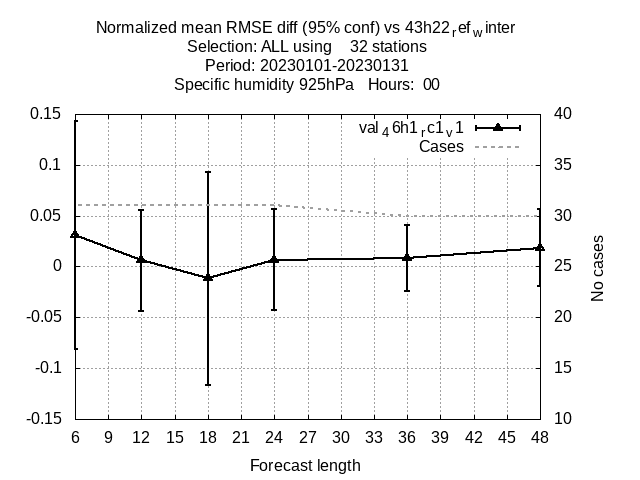 Normalized mean RMSE diff (95% conf) vs 43h22refwinter
Selection: ALL using 32 stations
Period: 20230101-20230131
Specific humidity 925hPa Hours: 00
0.15
0.1
0.05
0
-0.05
-0.1
-0.15
val46h1rc1v1
Cases
40
35
30
25
20
15
10
No cases
6 9 12 15 18 21 24 27 30 33 36 39 42 45 48
Forecast length